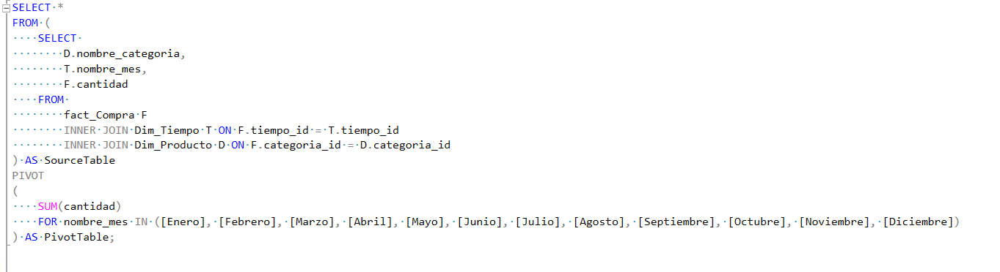 SELECT *
FROM (
    SELECT 
        D.nombre_categoria,
        T.nombre_mes,
        F.cantidad
    FROM 
        fact_Compra F
        INNER JOIN Dim_Tiempo T ON F.tiempo_id = T.tiempo_id
        INNER JOIN Dim_Producto D ON F.categoria_id = D.categoria_id
) AS SourceTable
PIVOT
(
    SUM(cantidad)
    FOR nombre_mes IN ([Enero], [Febrero], [Marzo], [Abril], [Mayo], [Junio], [Julio], [Agosto], [Septiembre], [Octubre], [Noviembre], [Diciembre])
) AS PivotTable;